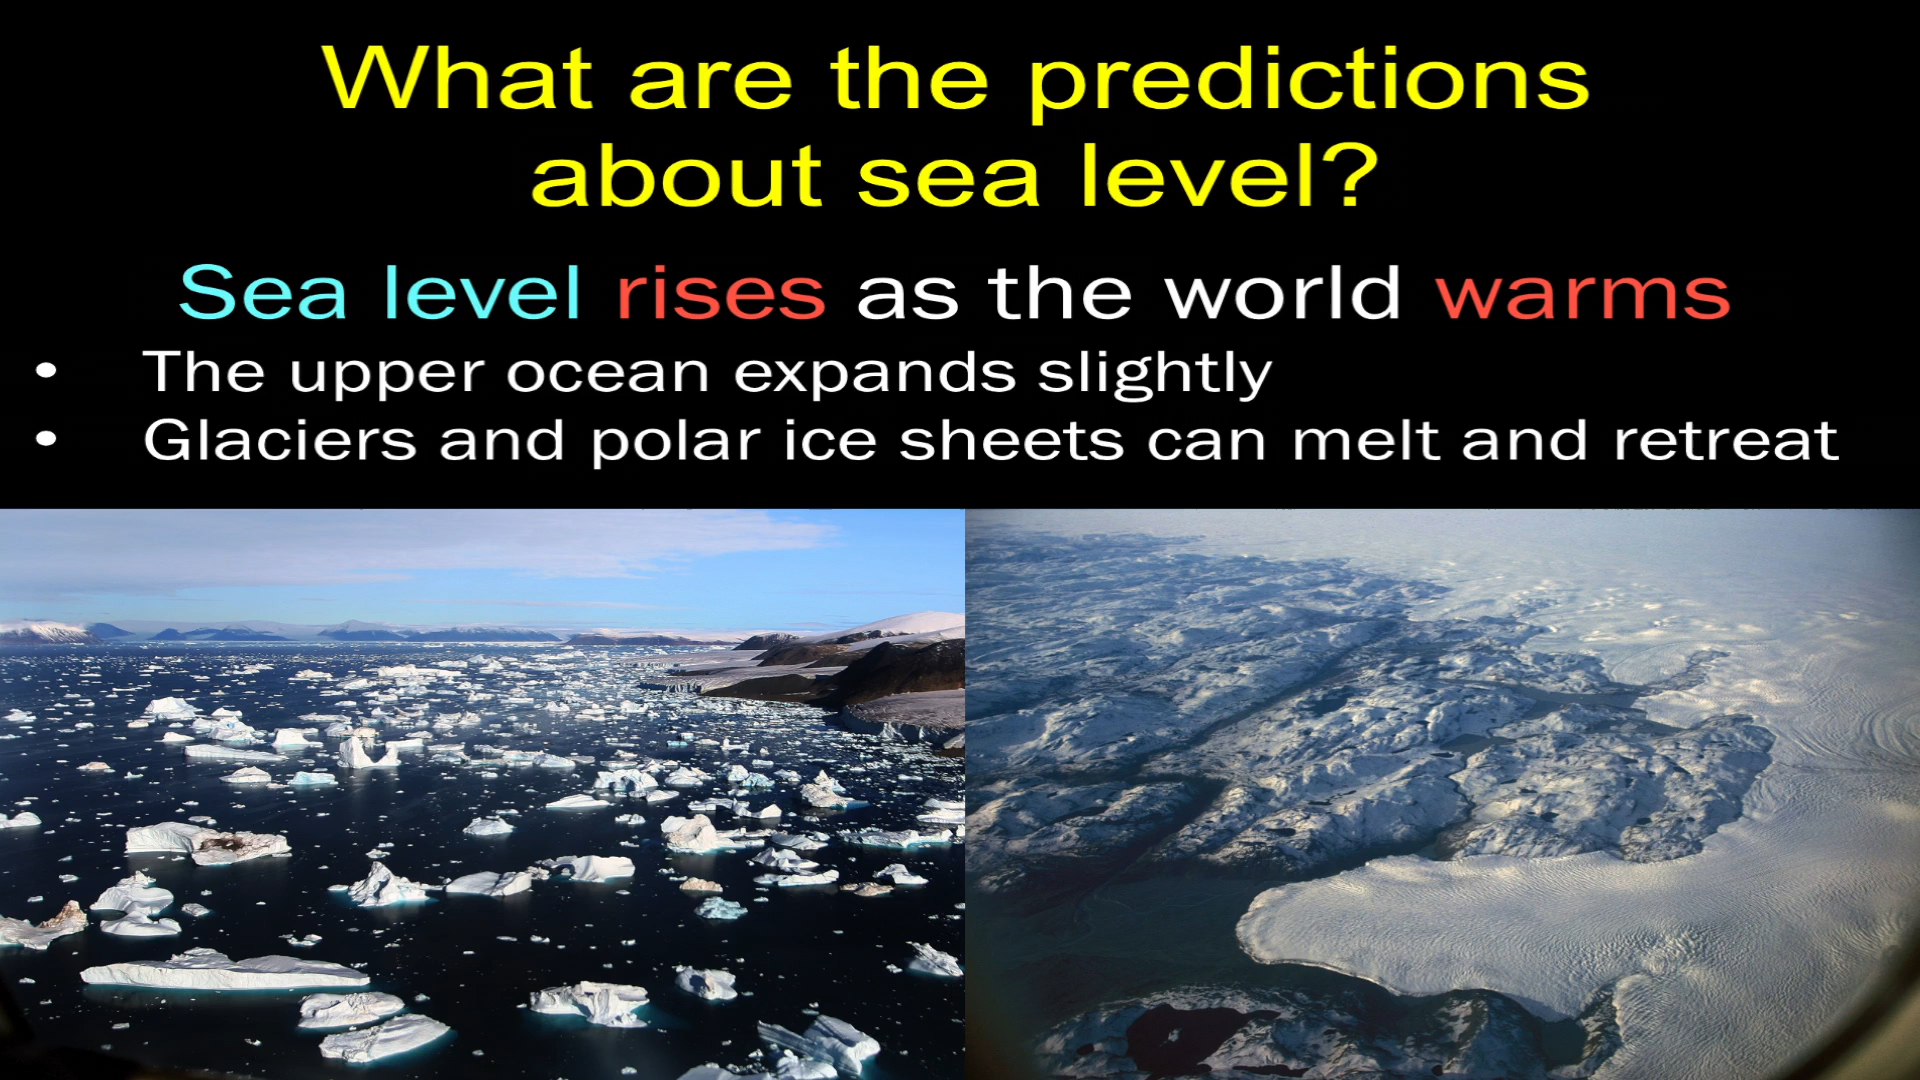 What are the predictions
about sea level?
Sea level rises as the world warms
• The upper ocean expands slightly
• Glaciers and polar ice sheets can melt and retreat